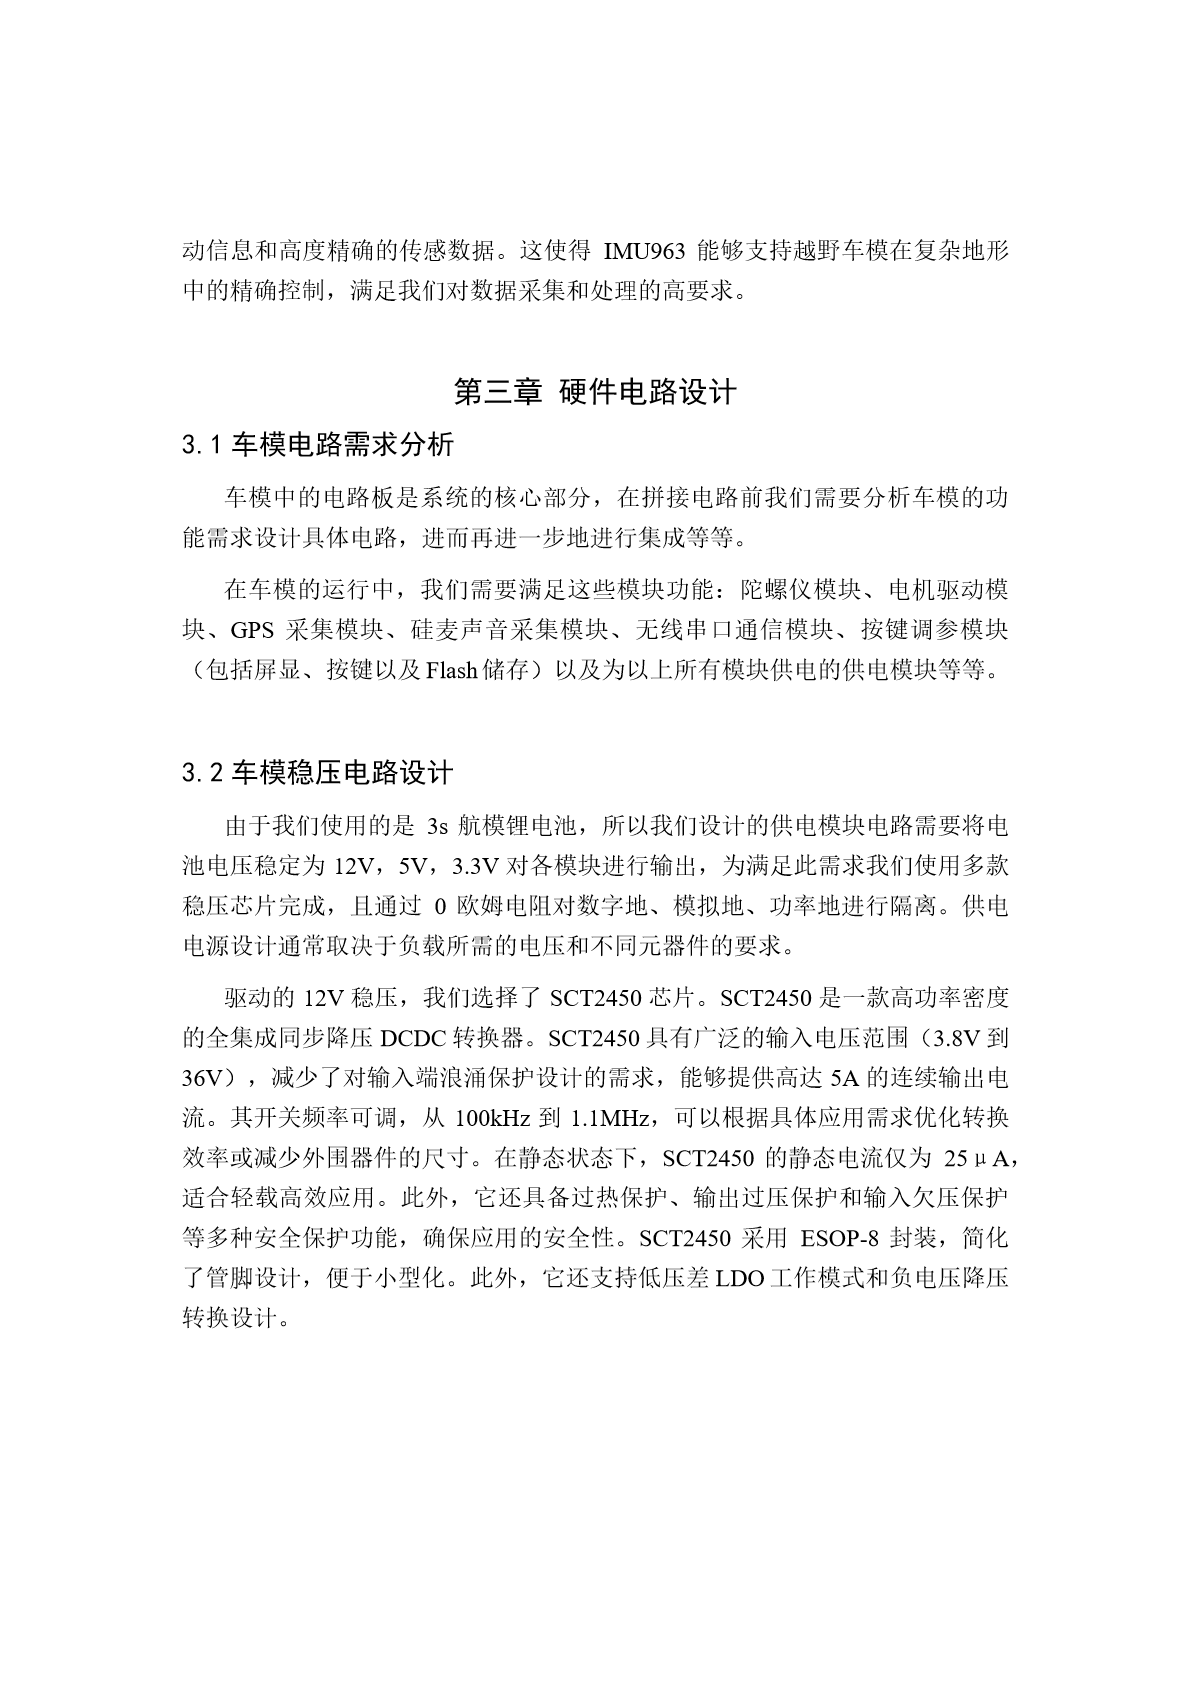 动信息和高度精确的传感数据。这使得 IMU963 能够支持越野车模在复杂地形
中的精确控制，满足我们对数据采集和处理的高要求。
第三章 硬件电路设计
3.1 车模电路需求分析
车模中的电路板是系统的核心部分，在拼接电路前我们需要分析车模的功
能需求设计具体电路，进而再进一步地进行集成等等。
在车模的运行中，我们需要满足这些模块功能：陀螺仪模块、电机驱动模
块、GPS 采集模块、硅麦声音采集模块、无线串口通信模块、按键调参模块
（包括屏显、按键以及 Flash 储存）以及为以上所有模块供电的供电模块等等。
3.2 车模稳压电路设计
由于我们使用的是 3s 航模锂电池，所以我们设计的供电模块电路需要将电
池电压稳定为 12V，5V，3.3V 对各模块进行输出，为满足此需求我们使用多款
稳压芯片完成，且通过 0 欧姆电阻对数字地、模拟地、功率地进行隔离。供电
电源设计通常取决于负载所需的电压和不同元器件的要求。
驱动的 12V 稳压，我们选择了 SCT2450 芯片。SCT2450 是一款高功率密度
的全集成同步降压 DCDC 转换器。SCT2450 具有广泛的输入电压范围（3.8V 到
36V），减少了对输入端浪涌保护设计的需求，能够提供高达 5A 的连续输出电
流。其开关频率可调，从 100kHz 到 1.1MHz，可以根据具体应用需求优化转换
效率或减少外围器件的尺寸。在静态状态下，SCT2450 的静态电流仅为 25μA，
适合轻载高效应用。此外，它还具备过热保护、输出过压保护和输入欠压保护
等多种安全保护功能，确保应用的安全性。SCT2450 采用 ESOP-8 封装，简化
了管脚设计，便于小型化。此外，它还支持低压差 LDO 工作模式和负电压降压
转换设计。